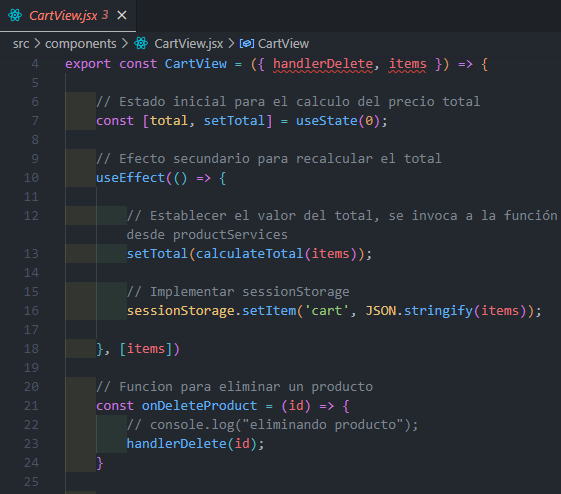 CartView.jsx 3 ×
src > components > CartView.jsx > CartView
4 export const CartView = ({ handlerDelete, items }) => {
5
6 // Estado inicial para el calculo del precio total
7 const [total, setTotal] = useState(0);
8
9 // Efecto secundario para recalcular el total
10 useEffect(() => {
11
12 // Establecer el valor del total, se invoca a la función
desde productServices
13 setTotal(calculateTotal(items));
14
15 // Implementar sessionStorage
16 sessionStorage.setItem('cart', JSON.stringify(items));
17
18 }, [items])
19
20 // Funcion para eliminar un producto
21 const onDeleteProduct = (id) => {
22 // console.log("eliminando producto");
23 handlerDelete(id);
24 }
25